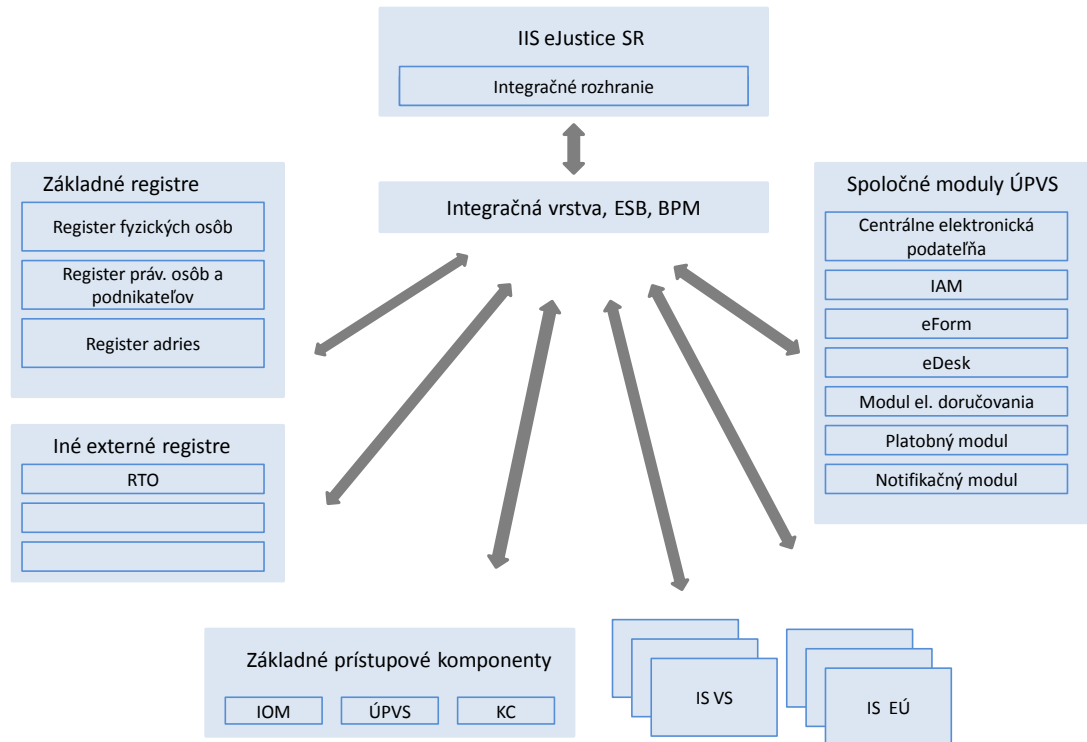 IIS eJustice SR
Integračné rozhranie
Integračná vrstva, ESB, BPM
Základné registre
Register fyzických osôb
Register práv. osôb a
podnikateľov
Register adries
Iné externé registre
RTO
Spoločné moduly ÚPVS
Centrálne elektronická
podateľňa
IAM
eForm
eDesk
Modul el. doručovania
Platobný modul
Notifikačný modul
Základné prístupové komponenty
IOM
ÚPVS
KC
IS VS
IS EÚ